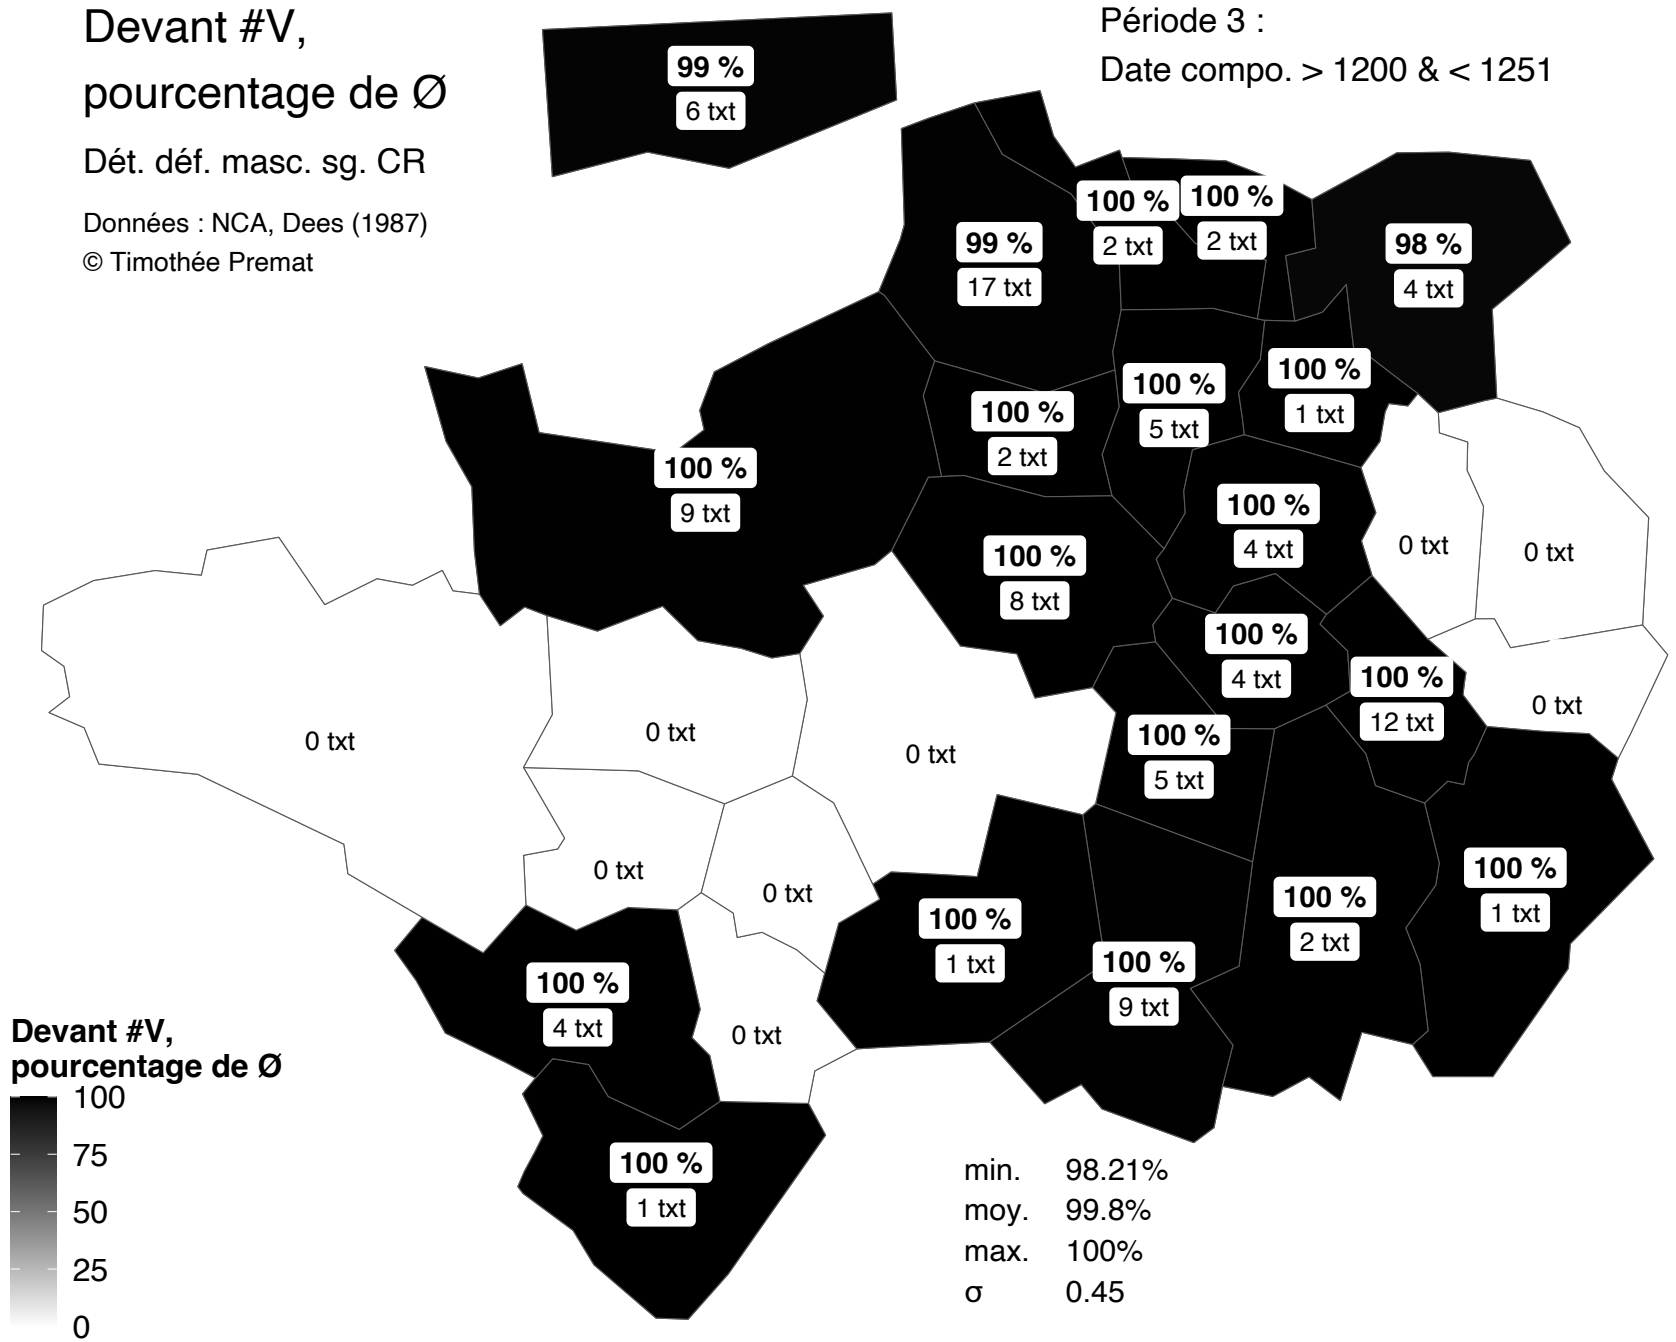 Devant #V,
pourcentage de Ø
Dét. déf. masc. sg. CR
Données : NCA, Dees (1987)
© Timothée Premat
Période 3 :
Date compo. > 1200 & < 1251
99 %
6 txt
100 %
2 txt
100 %
2 txt
99 %
17 txt
98 %
4 txt
100 %
1 txt
100 %
5 txt
100 %
2 txt
100 %
9 txt
100 %
4 txt
0 txt
0 txt
100 %
8 txt
100 %
4 txt
100 %
12 txt
0 txt
0 txt
0 txt
0 txt
100 %
5 txt
0 txt
0 txt
100 %
1 txt
100 %
2 txt
100 %
1 txt
100 %
9 txt
100 %
4 txt
0 txt
100 %
1 txt
Devant #V,
pourcentage de Ø
100
75
50
25
0
min. 98.21%
moy. 99.8%
max. 100%
σ 0.45